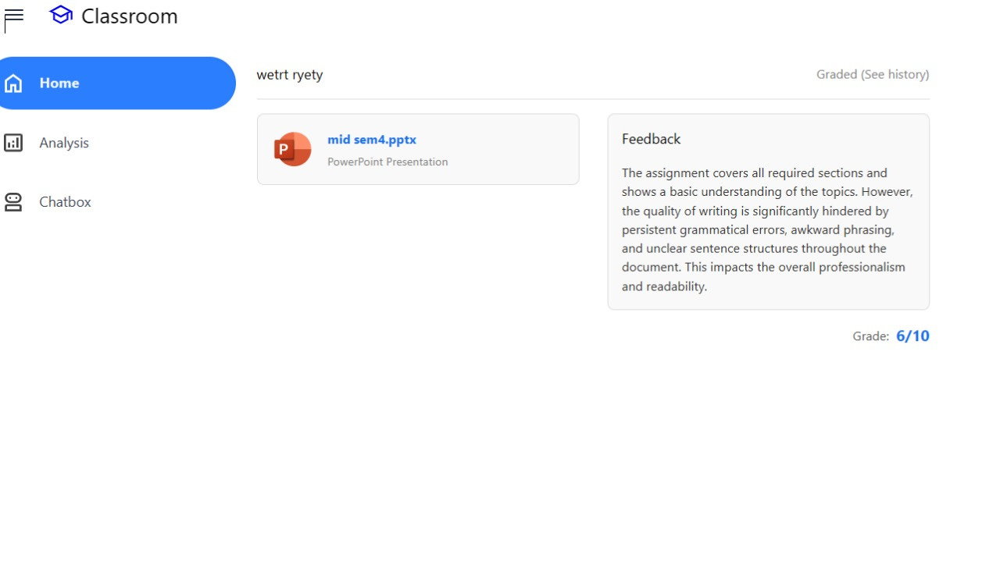 Classroom
Home
Analysis
Chatbox
wetrt ryety
Graded (See history)
P
mid sem4.pptx
PowerPoint Presentation
Feedback
The assignment covers all required sections and
shows a basic understanding of the topics. However,
the quality of writing is significantly hindered by
persistent grammatical errors, awkward phrasing,
and unclear sentence structures throughout the
document. This impacts the overall professionalism
and readability.
Grade: 6/10